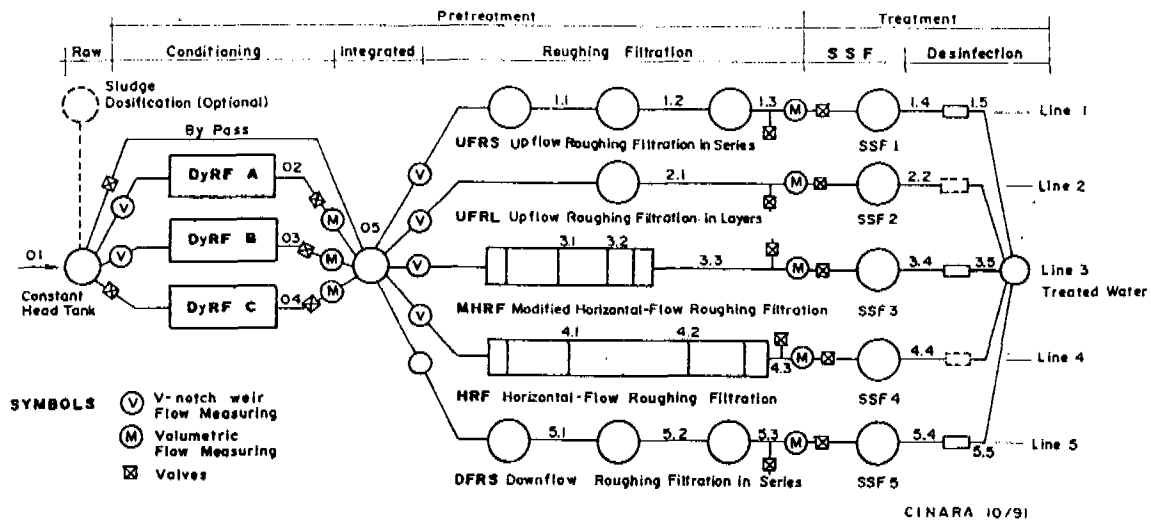 Pretreatment
Treatment
Raw
Conditioning
Integrated
Roughing Filtration
SSF
Desinfection
Sludge
Dosification (Optional)
By Pass
DyRF A
02
DyRF B
03
DyRF C
04
01
Constant
Head Tank
V
V
M
M
M
05
V
V
V
V
1.1
1.2
1.3
M
1.4
1.5
Line 1
UFRS Upflow Roughing Filtration in Series
SSF 1
2.1
M
2.2
Line 2
UFRL Upflow Roughing Filtration in Layers
SSF 2
3.1
3.2
3.3
M
3.4
3.5
Line 3
Treated Water
MHRF Modified Horizontal-Flow Roughing Filtration
SSF 3
4.1
4.2
4.3
M
4.4
Line 4
HRF Horizontal-Flow Roughing Filtration
SSF 4
5.1
5.2
5.3
M
5.4
5.5
Line 5
DFRS Downflow Roughing Filtration in Series
SSF 5
SYMBOLS
V V-notch weir
Flow Measuring
M Volumetric
Flow Measuring
Valves
CINARA 10/91